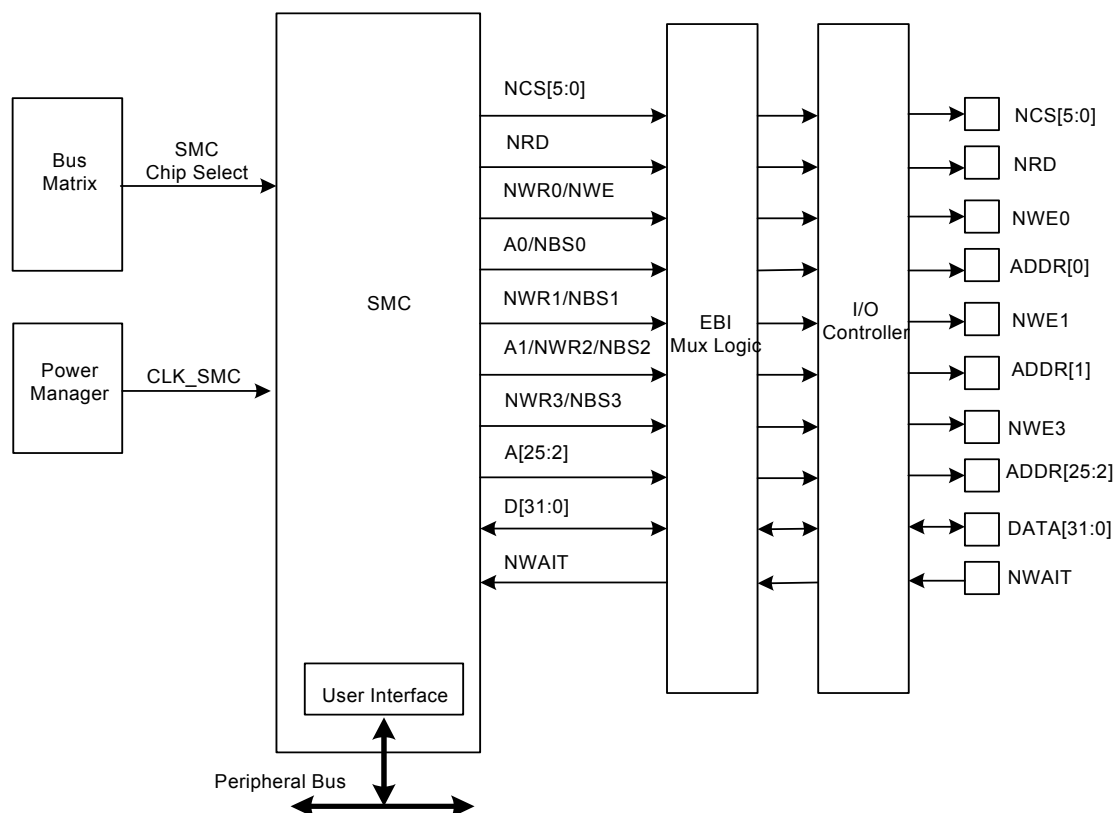 Bus
Matrix
SMC
Chip Select
Power
Manager
CLK_SMC
SMC
NCS[5:0]
NRD
NWR0/NWE
A0/NBS0
NWR1/NBS1
A1/NWR2/NBS2
NWR3/NBS3
A[25:2]
D[31:0]
NWAIT
User Interface
Peripheral Bus
EBI
Mux Logic
I/O
Controller
NCS[5:0]
NRD
NWE0
ADDR[0]
NWE1
ADDR[1]
NWE3
ADDR[25:2]
DATA[31:0]
NWAIT